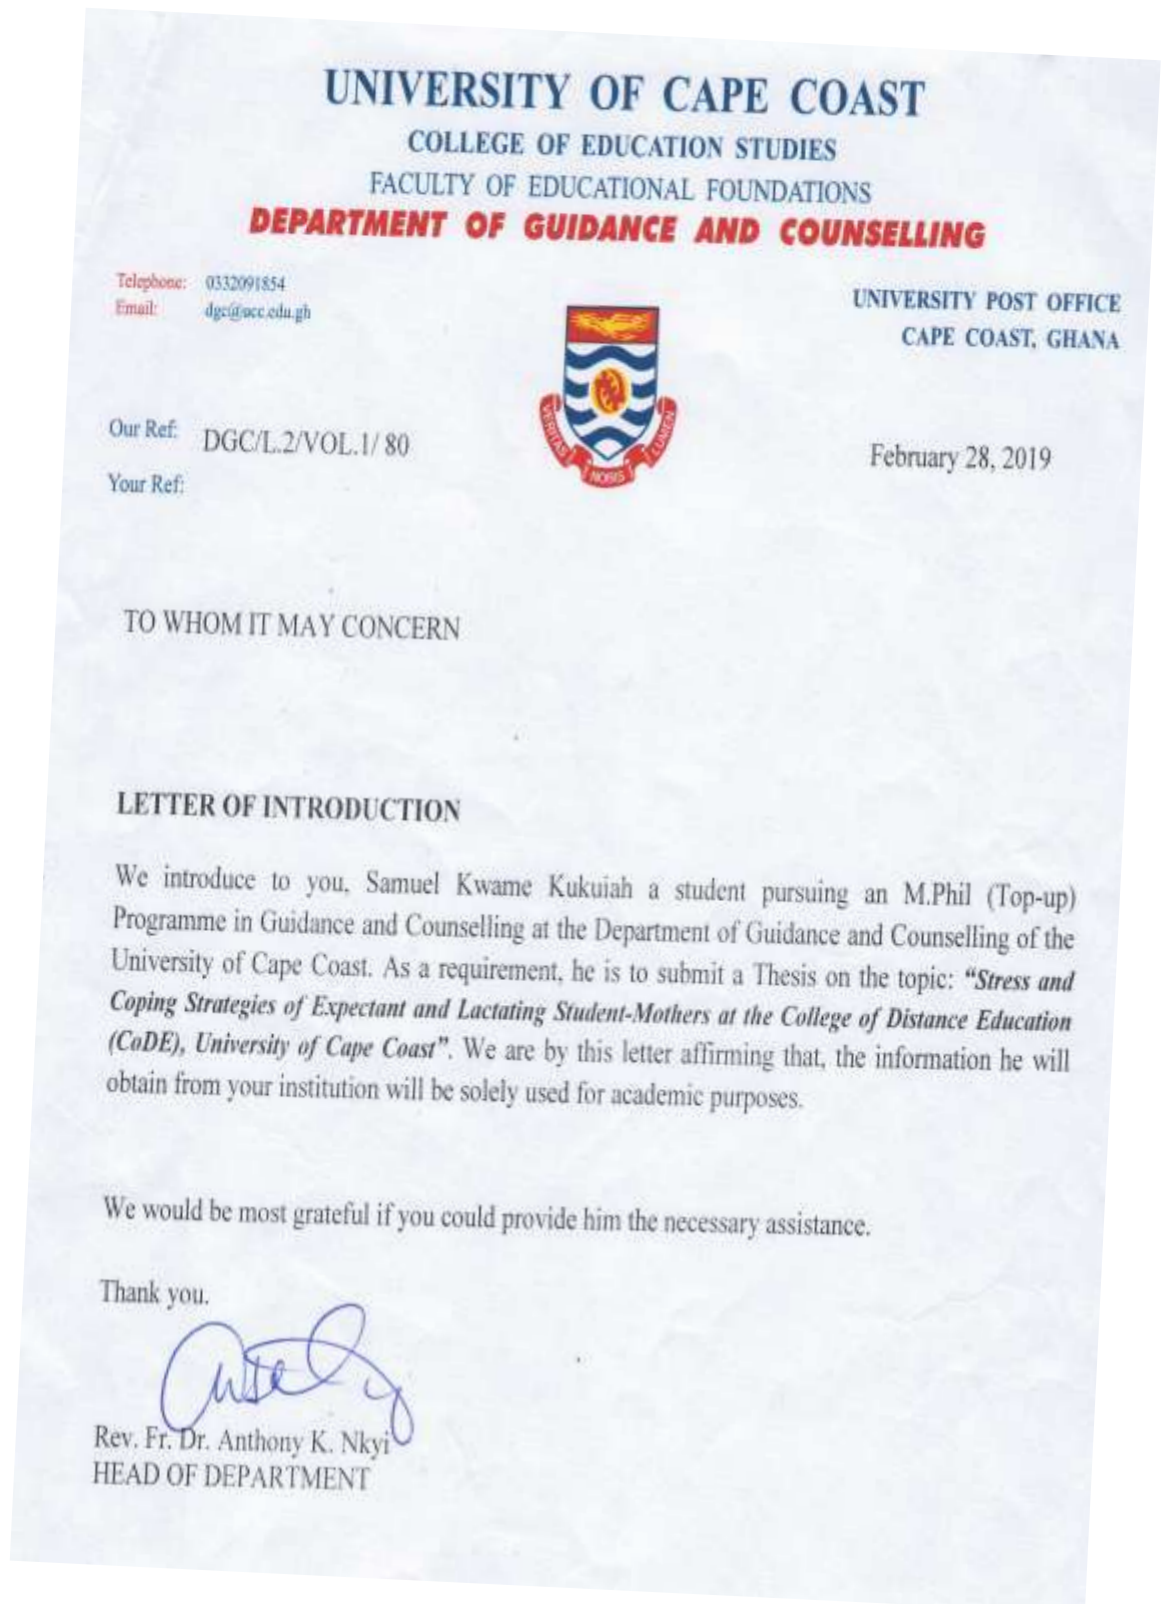 UNIVERSITY OF CAPE COAST
COLLEGE OF EDUCATION STUDIES
FACULTY OF EDUCATIONAL FOUNDATIONS
DEPARTMENT OF GUIDANCE AND COUNSELLING
Telephone: 0332091854
Email: dgc@ucc.edu.gh
UNIVERSITY POST OFFICE
CAPE COAST, GHANA
VERITAS NOBIS LUMEN
Our Ref: DGC/L.2/VOL.1/ 80
February 28, 2019
Your Ref:
TO WHOM IT MAY CONCERN
LETTER OF INTRODUCTION
We introduce to you, Samuel Kwame Kukuiah a student pursuing an M.Phil (Top-up)
Programme in Guidance and Counselling at the Department of Guidance and Counselling of the
University of Cape Coast. As a requirement, he is to submit a Thesis on the topic: “Stress and
Coping Strategies of Expectant and Lactating Student-Mothers at the College of Distance Education
(CoDE), University of Cape Coast”. We are by this letter affirming that, the information he will
obtain from your institution will be solely used for academic purposes.
We would be most grateful if you could provide him the necessary assistance.
Thank you.
Rev. Fr. Dr. Anthony K. Nkyi
HEAD OF DEPARTMENT